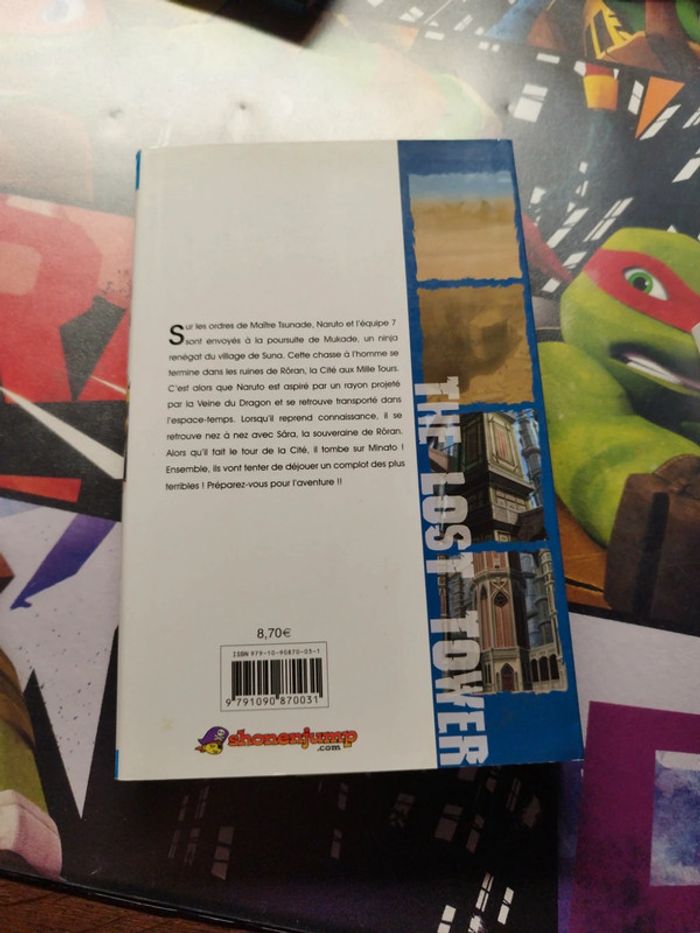 Sur les ordres de Maître Tsunade, Naruto et l'équipe 7
sont envoyés à la poursuite de Mukade, un ninja
renégat du village de Suna. Cette chasse à l'homme se
termine dans les ruines de Rôran, la Cité aux Mille Tours.
C'est alors que Naruto est aspiré par un rayon projeté
par la Veine du Dragon et se retrouve transporté dans
l'espace-temps. Lorsqu'il reprend connaissance, il se
retrouve nez à nez avec Sâra, la souveraine de Rôran.
Alors qu'il fait le tour de la Cité, il tombe sur Minato !
Ensemble, ils vont tenter de déjouer un complot des plus
terribles ! Préparez-vous pour l'aventure !!
THE LOST TOWER
8,70€
ISBN 979-10-90870-03-1
9 791090 870031
shonenjump
.com